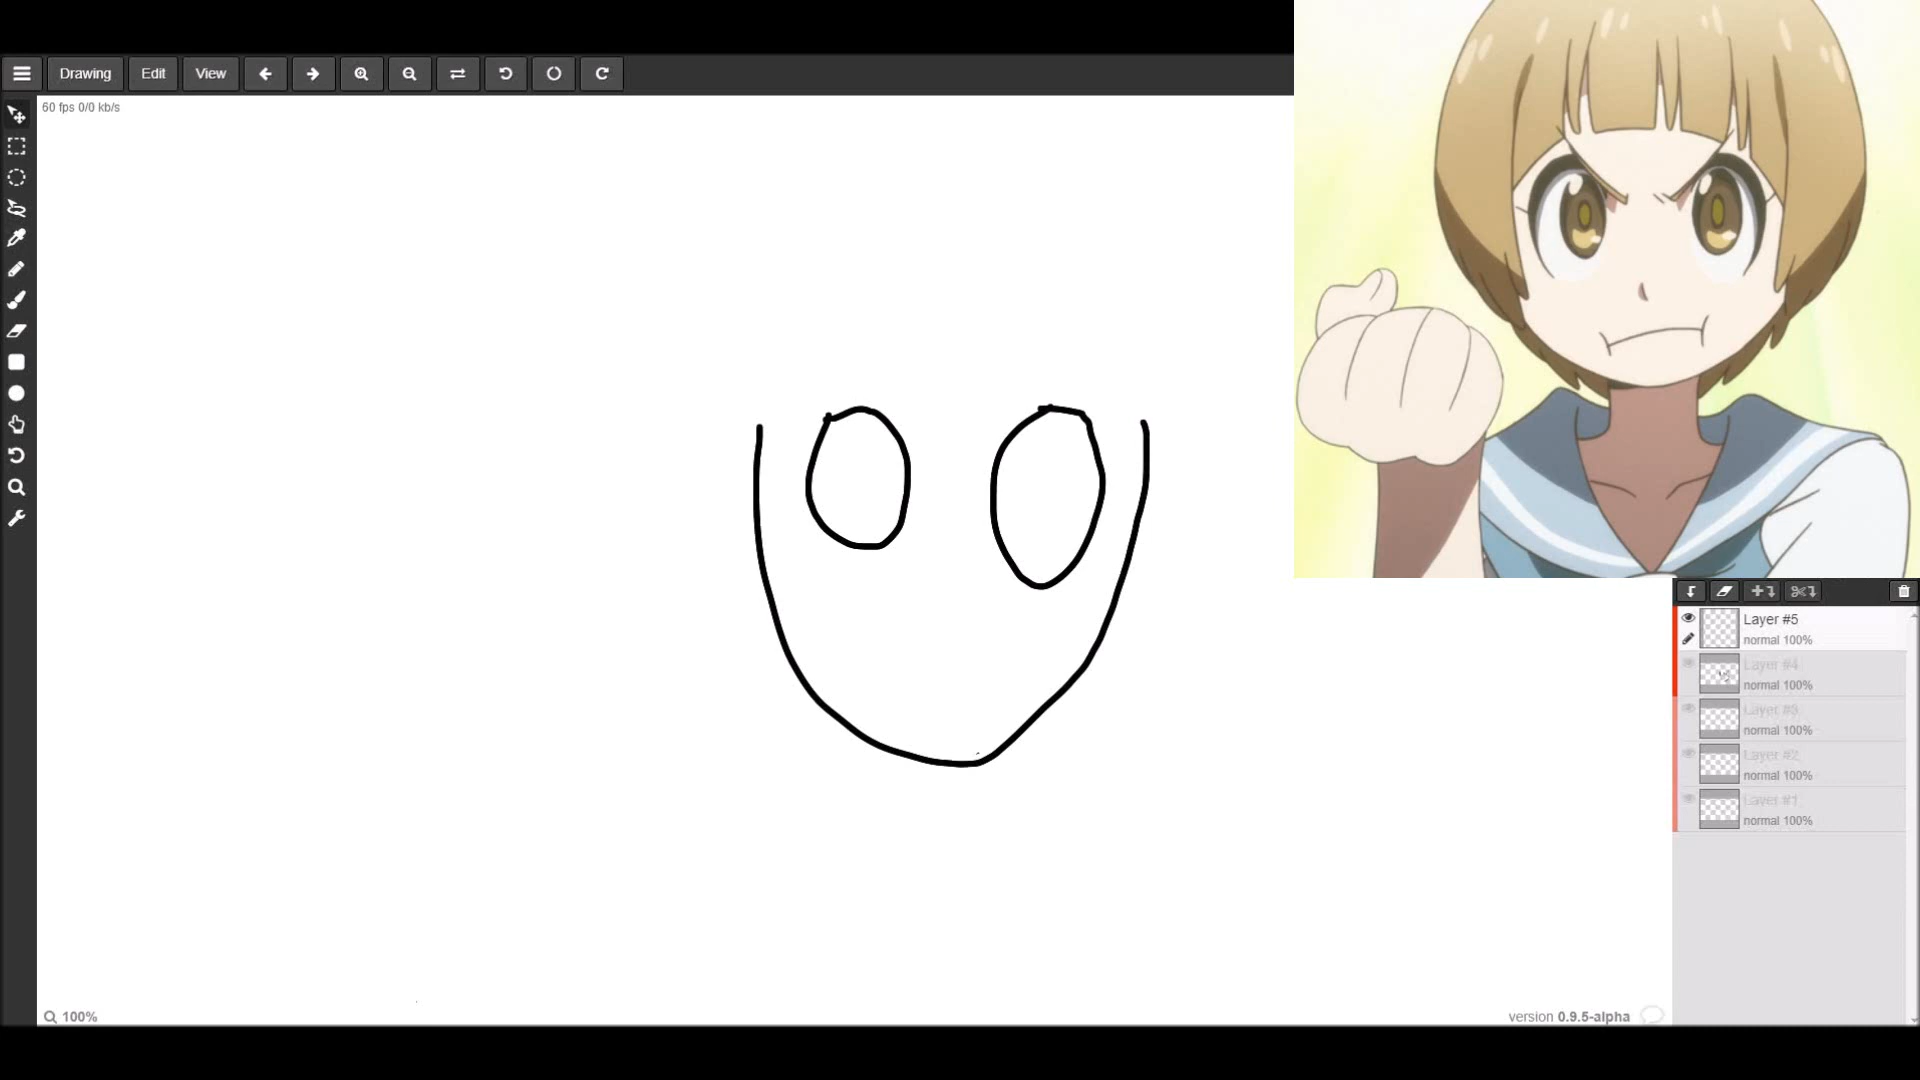 Drawing Edit View
60 fps 0/0 kb/s
Layer #5
normal 100%
Layer #4
normal 100%
Layer #3
normal 100%
Layer #2
normal 100%
Layer #1
normal 100%
100%
version 0.9.5-alpha